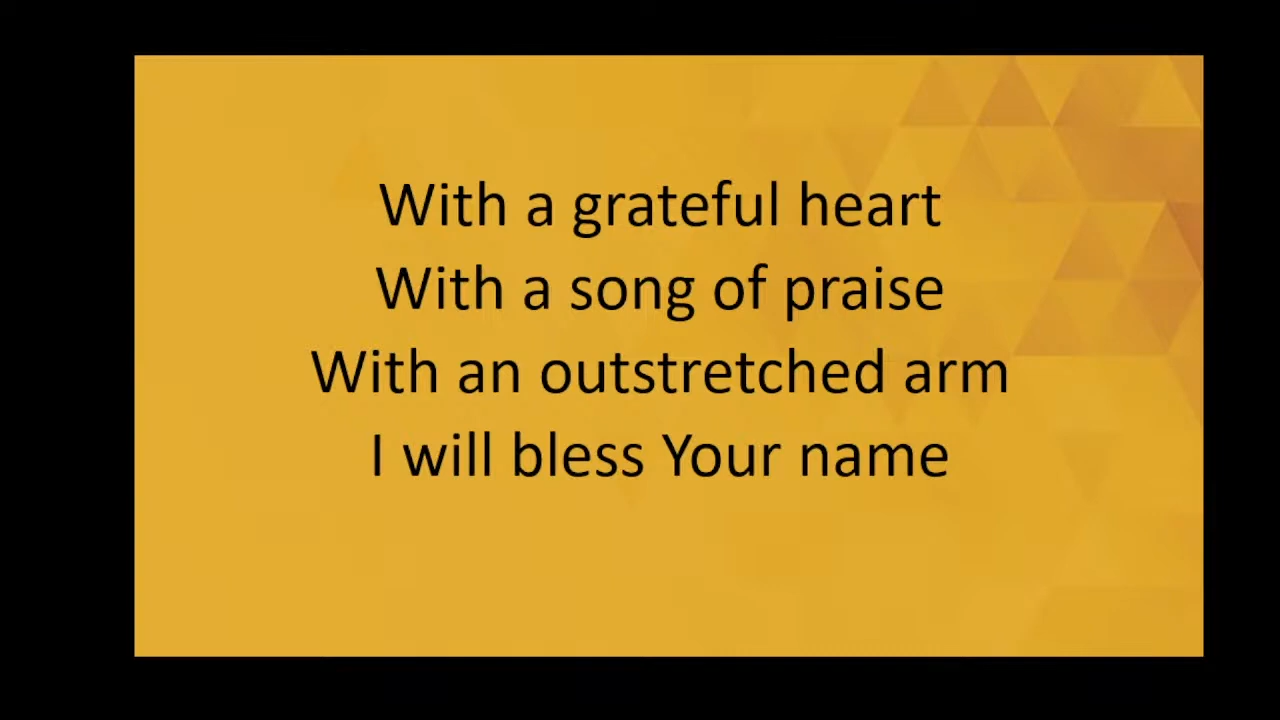 With a grateful heart
With a song of praise
With an outstretched arm
I will bless Your name